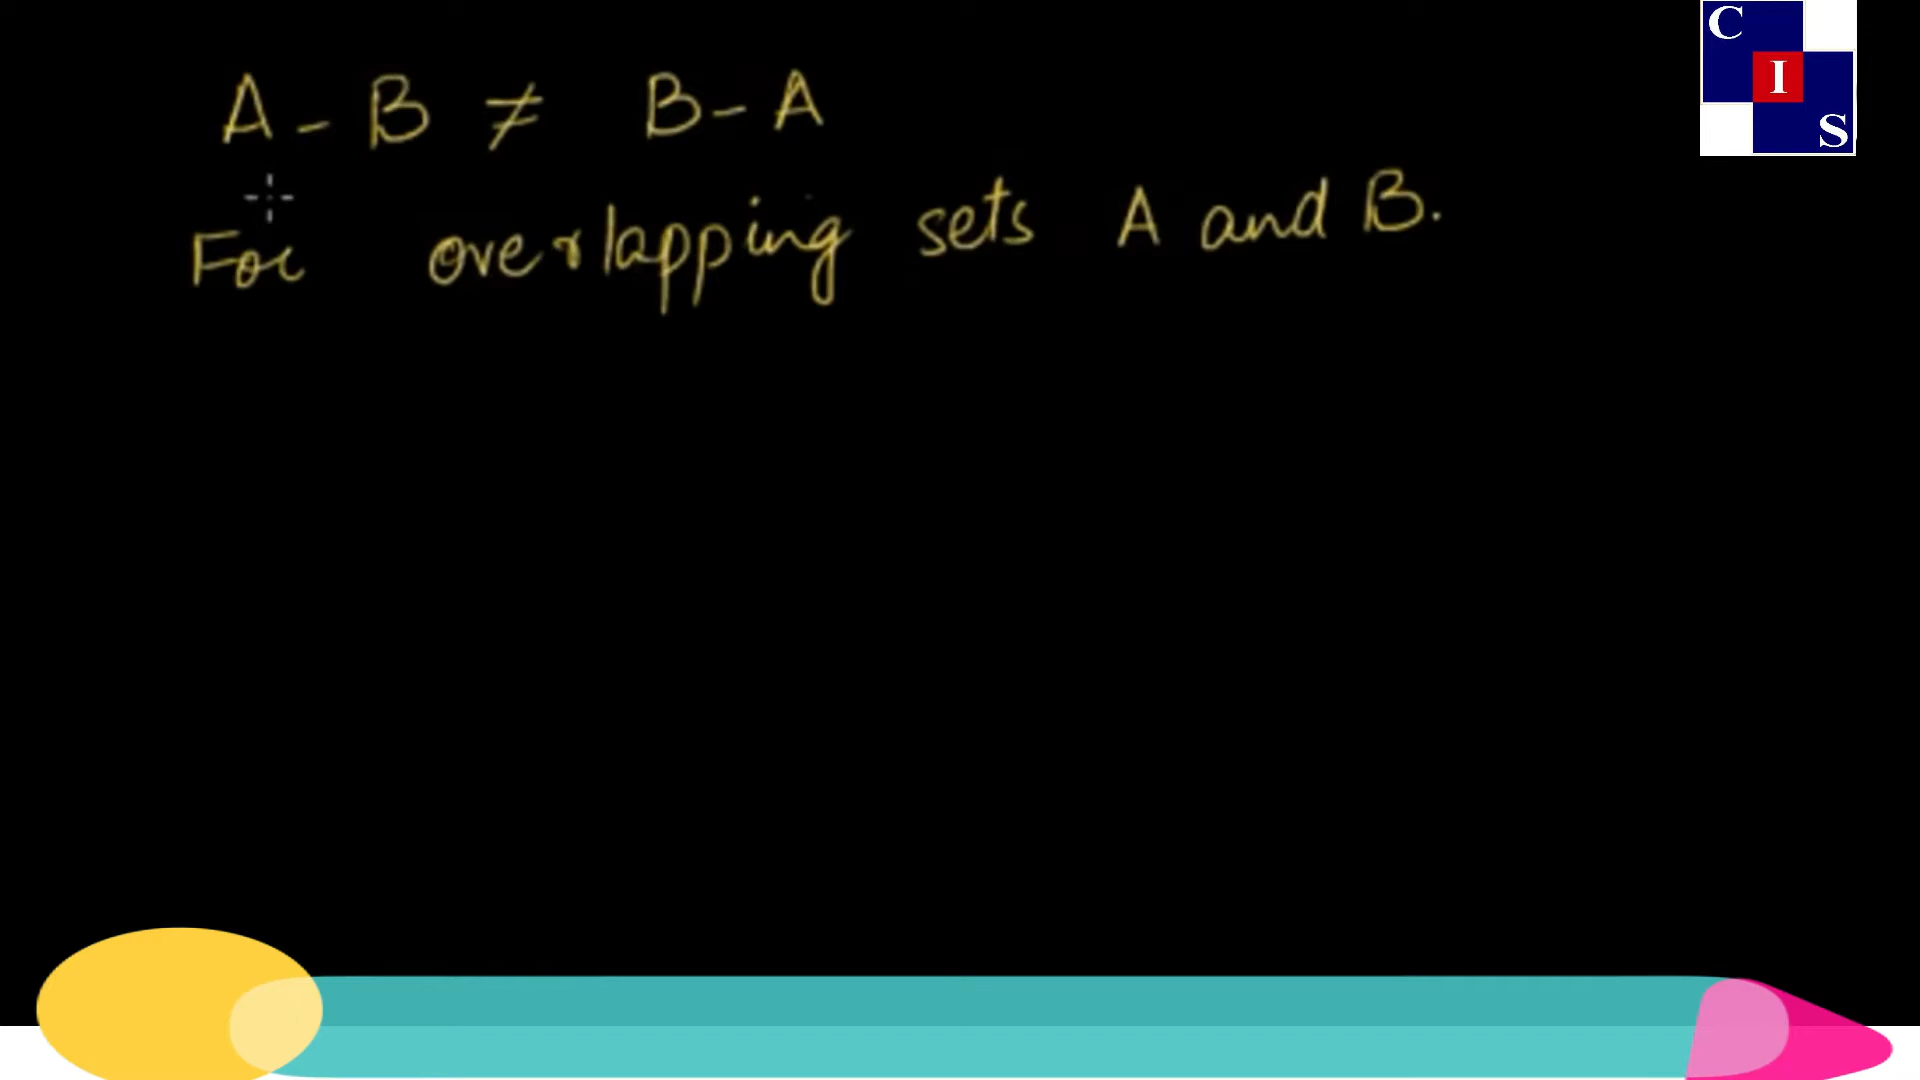 A - B ≠ B - A
For overlapping sets A and B.
C
I
S